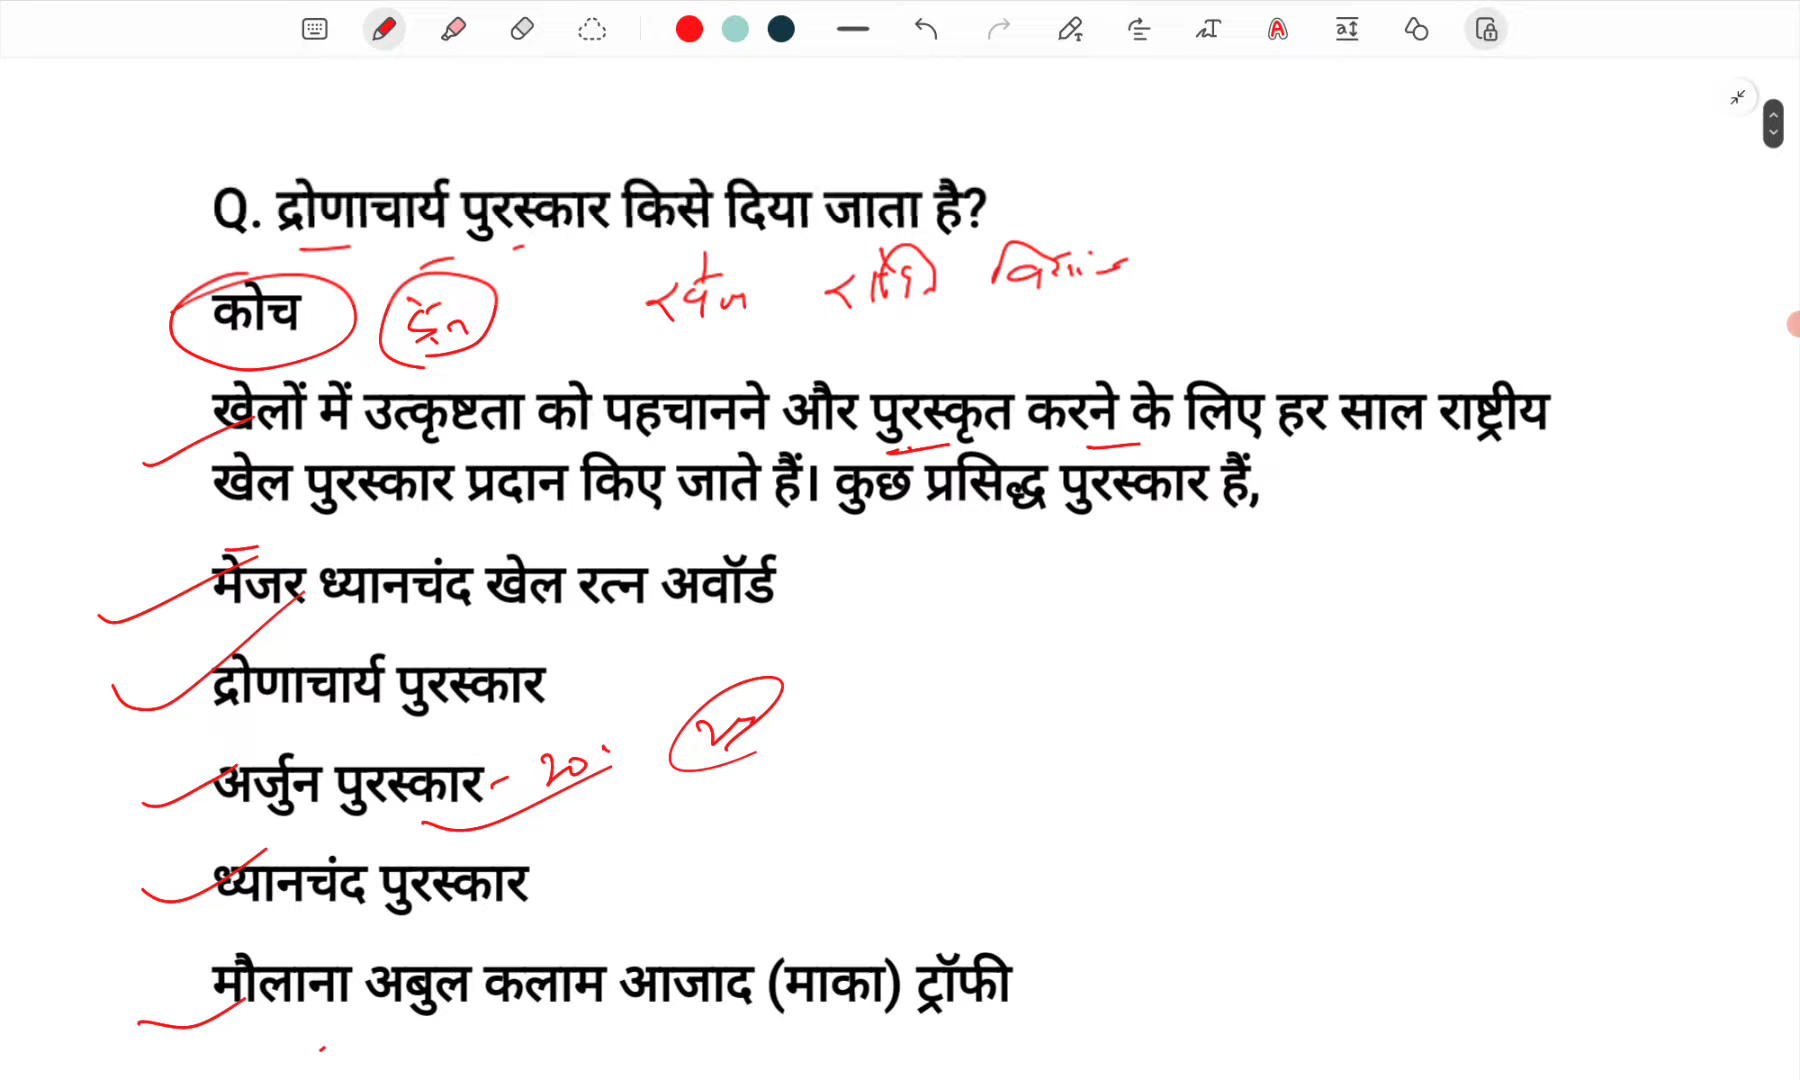 Q. द्रोणाचार्य पुरस्कार किसे दिया जाता है?
कोच
खेलों में उत्कृष्टता को पहचानने और पुरस्कृत करने के लिए हर साल राष्ट्रीय
खेल पुरस्कार प्रदान किए जाते हैं। कुछ प्रसिद्ध पुरस्कार हैं,
मेजर ध्यानचंद खेल रत्न अवॉर्ड
द्रोणाचार्य पुरस्कार
अर्जुन पुरस्कार - 20
ध्यानचंद पुरस्कार
मौलाना अबुल कलाम आजाद (माका) ट्रॉफी